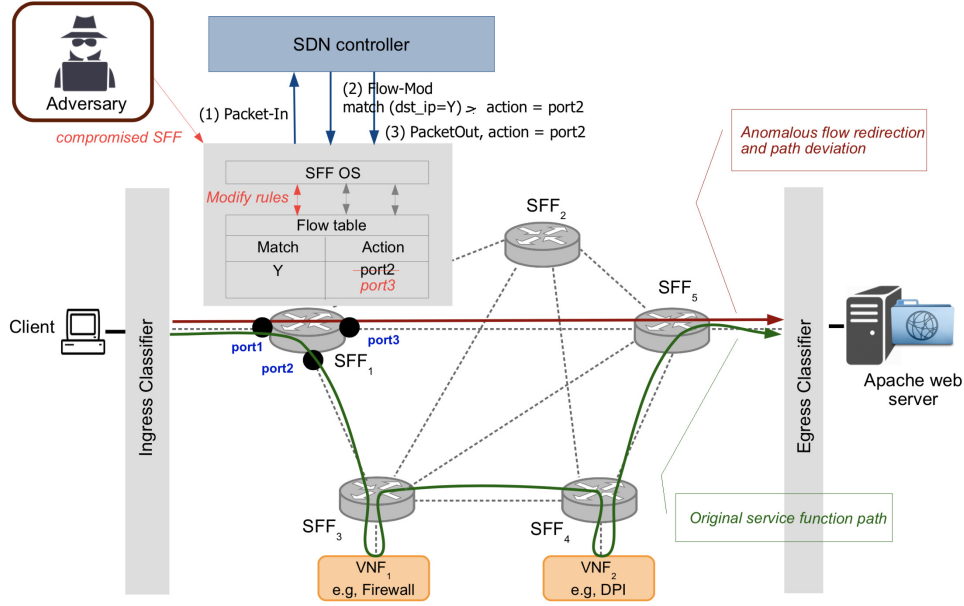 SDN controller
Adversary
compromised SFF
(1) Packet-In
(2) Flow-Mod
match (dst_ip=Y) > action = port2
(3) PacketOut, action = port2
Anomalous flow redirection
and path deviation
SFF OS
Modify rules
Flow table
Match Action
Y port2
port3
SFF2
SFF5
Client
Ingress Classifier
port1
port2
port3
SFF1
Egress Classifier
Apache web
server
SFF3
SFF4
Original service function path
VNF1
e.g, Firewall
VNF2
e.g, DPI